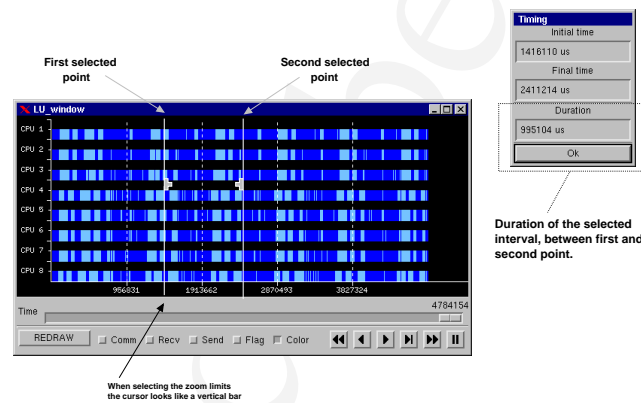 Timing
Initial time
1416110 us
Final time
2411214 us
Duration
995104 us
Ok
First selected
point
Second selected
point
LU_window
CPU 1
CPU 2
CPU 3
CPU 4
CPU 5
CPU 6
CPU 7
CPU 8
956831 1913662 2870493 3827324
4784154
Time
REDRAW Comm Recv Send Flag Color
Duration of the selected
interval, between first and
second point.
When selecting the zoom limits
the cursor looks like a vertical bar